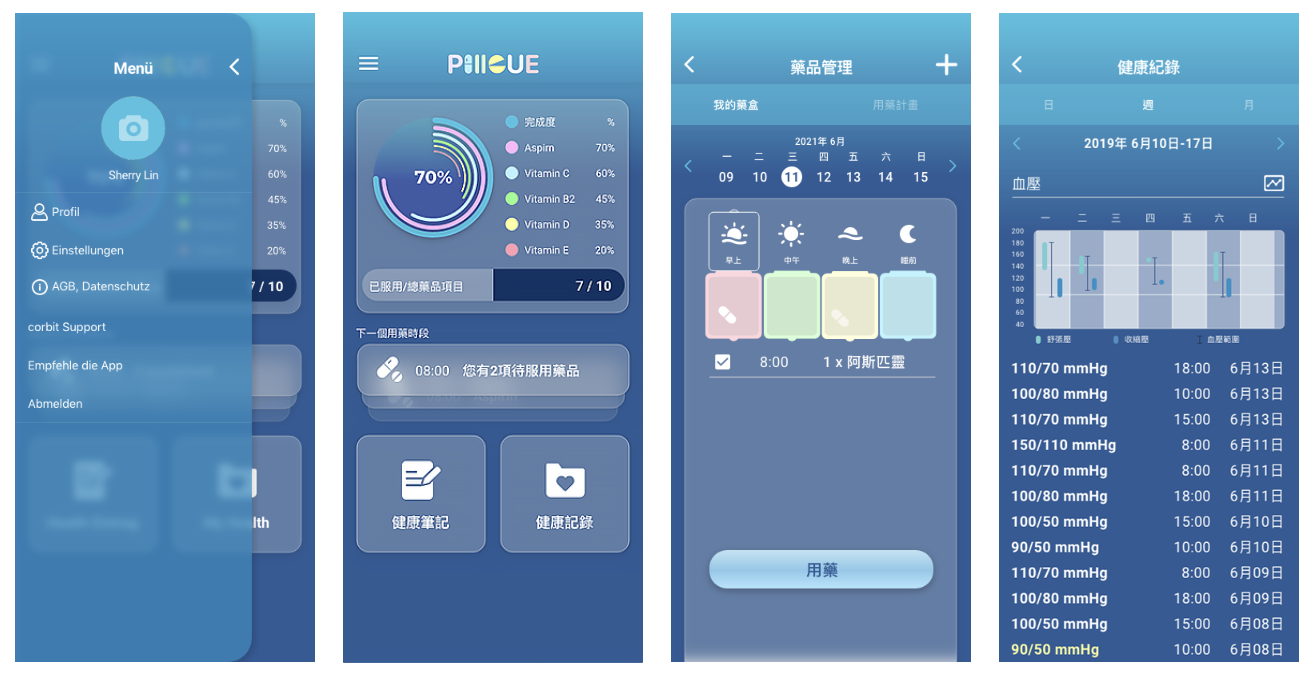 Menü
Sherry Lin
Profil
Einstellungen
AGB, Datenschutz
corbit Support
Empfehle die App
Abmelden
%
70%
60%
45%
35%
20%
7 / 10
lth
PillCUE
70%
完成度 %
Aspirn 70%
Vitamin C 60%
Vitamin B2 45%
Vitamin D 35%
Vitamin E 20%
已服用/總藥品項目 7 / 10
下一個用藥時段
08:00 您有2項待服用藥品
08:00 Aspirin
健康筆記 健康記錄
藥品管理
我的藥盒 用藥計畫
2021年 6月
一 二 三 四 五 六 日
09 10 11 12 13 14 15
早上 中午 晚上 睡前
8:00 1 x 阿斯匹靈
用藥
健康紀錄
日 週 月
2019年 6月10日-17日
血壓
一 二 三 四 五 六 日
200
180
160
140
120
100
80
60
40
舒張壓 收縮壓 血壓範圍
110/70 mmHg 18:00 6月13日
100/80 mmHg 10:00 6月13日
110/70 mmHg 15:00 6月13日
150/110 mmHg 8:00 6月11日
110/70 mmHg 8:00 6月11日
100/80 mmHg 18:00 6月11日
100/50 mmHg 15:00 6月10日
90/50 mmHg 10:00 6月10日
110/70 mmHg 8:00 6月09日
100/80 mmHg 18:00 6月09日
100/50 mmHg 15:00 6月08日
90/50 mmHg 10:00 6月08日